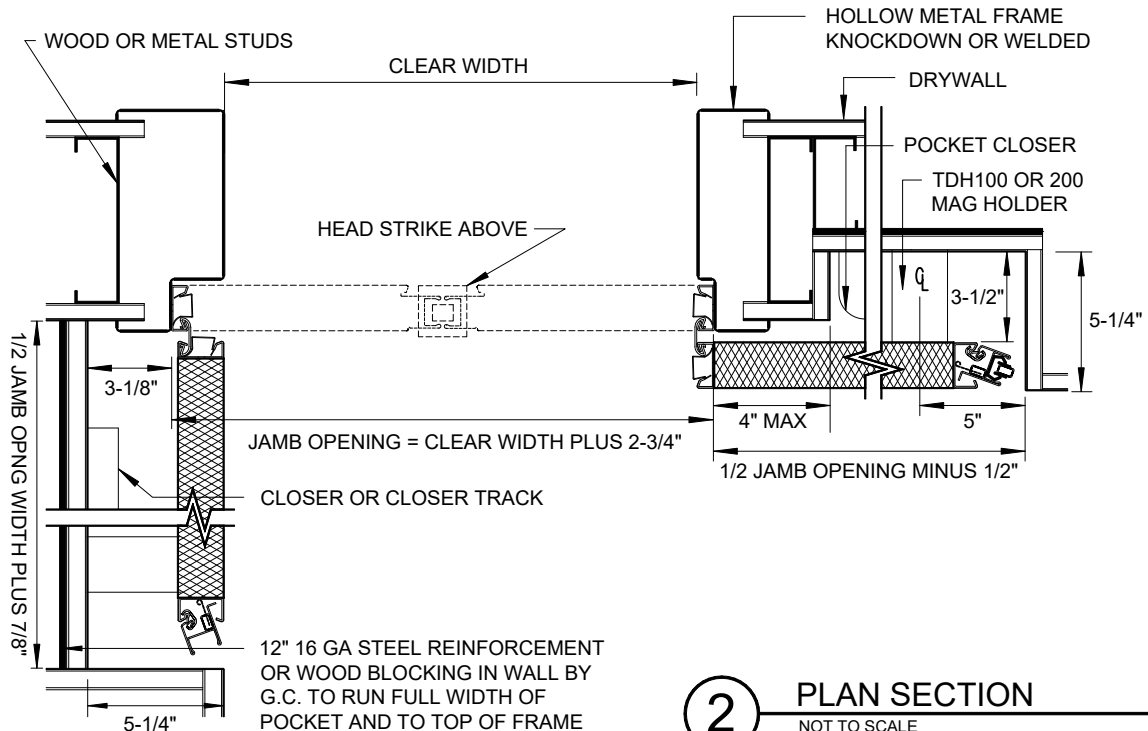 WOOD OR METAL STUDS
CLEAR WIDTH
HOLLOW METAL FRAME
KNOCKDOWN OR WELDED
DRYWALL
POCKET CLOSER
TDH100 OR 200
MAG HOLDER
HEAD STRIKE ABOVE
CL
3-1/2"
5-1/4"
1/2 JAMB OPNG WIDTH PLUS 7/8"
3-1/8"
4" MAX
5"
JAMB OPENING = CLEAR WIDTH PLUS 2-3/4"
1/2 JAMB OPENING MINUS 1/2"
CLOSER OR CLOSER TRACK
12" 16 GA STEEL REINFORCEMENT
OR WOOD BLOCKING IN WALL BY
G.C. TO RUN FULL WIDTH OF
POCKET AND TO TOP OF FRAME
5-1/4"
2
PLAN SECTION
NOT TO SCALE